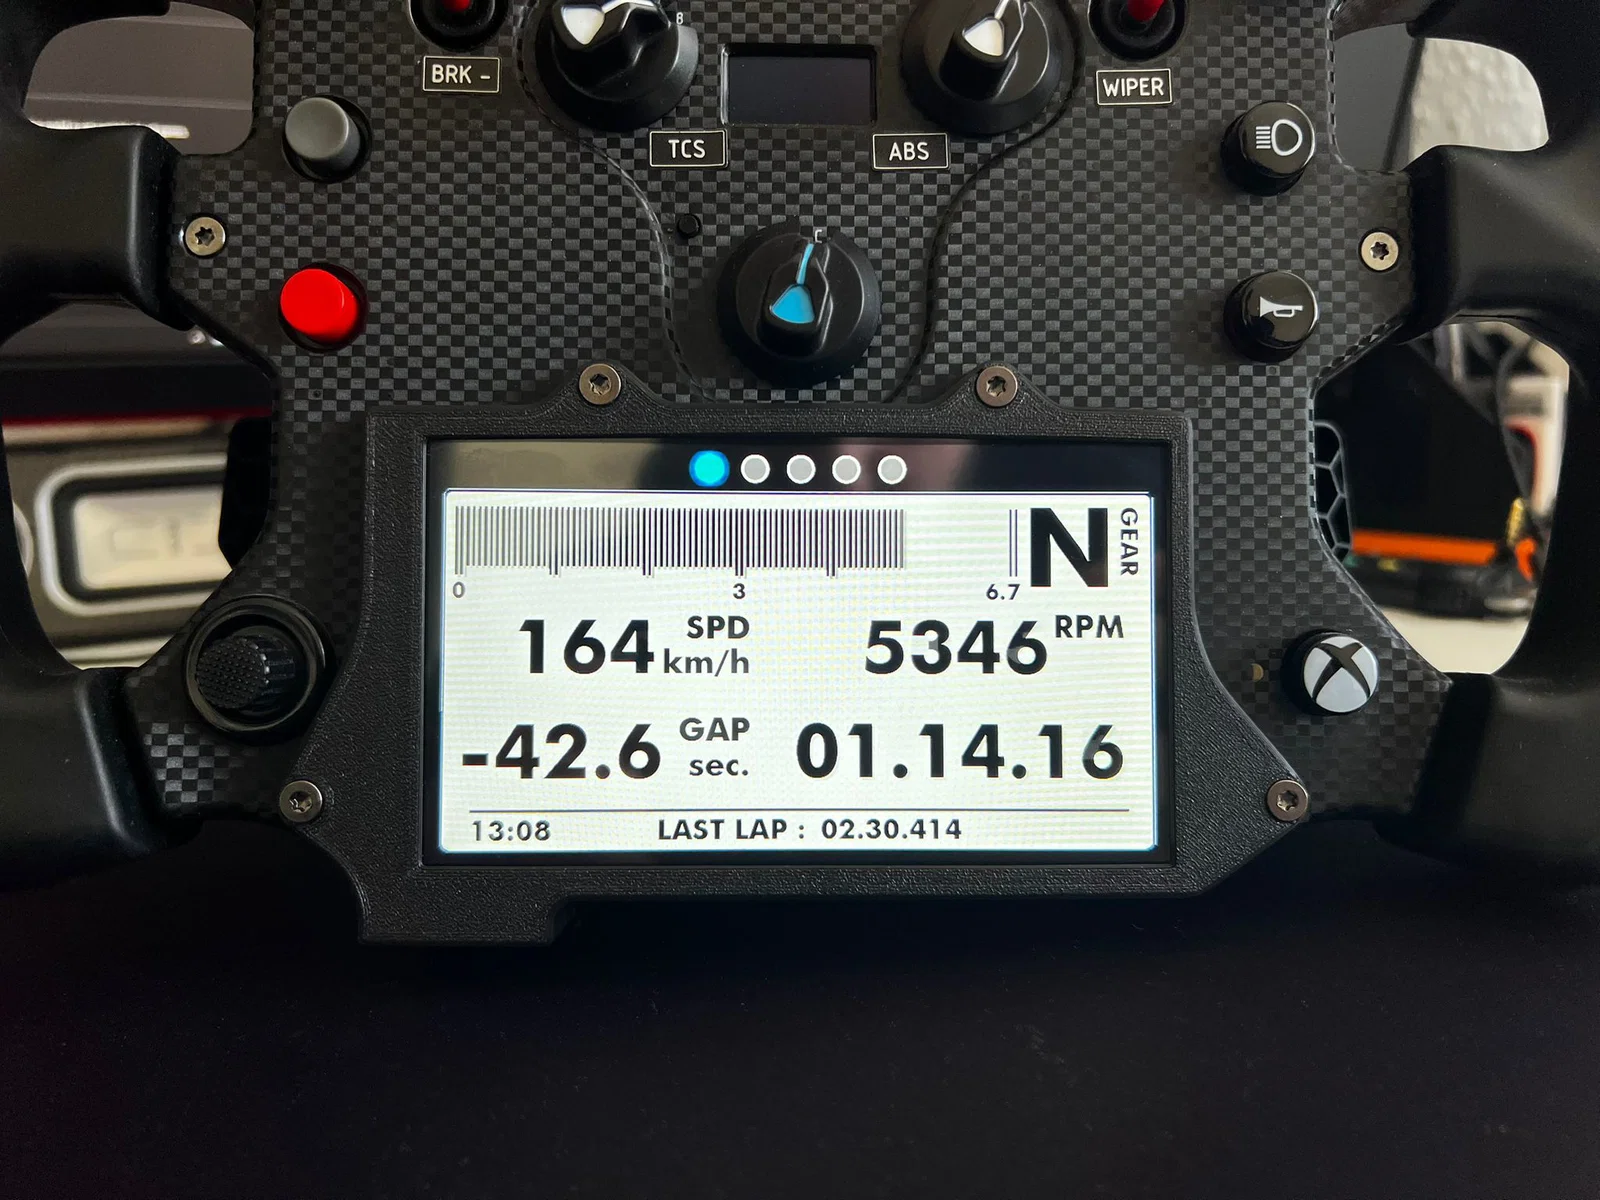 8
BRK -
WIPER
TCS
ABS
0
3
6.7
N
GEAR
164
SPD
km/h
5346
RPM
-42.6
GAP
sec.
01.14.16
13:08
LAST LAP : 02.30.414